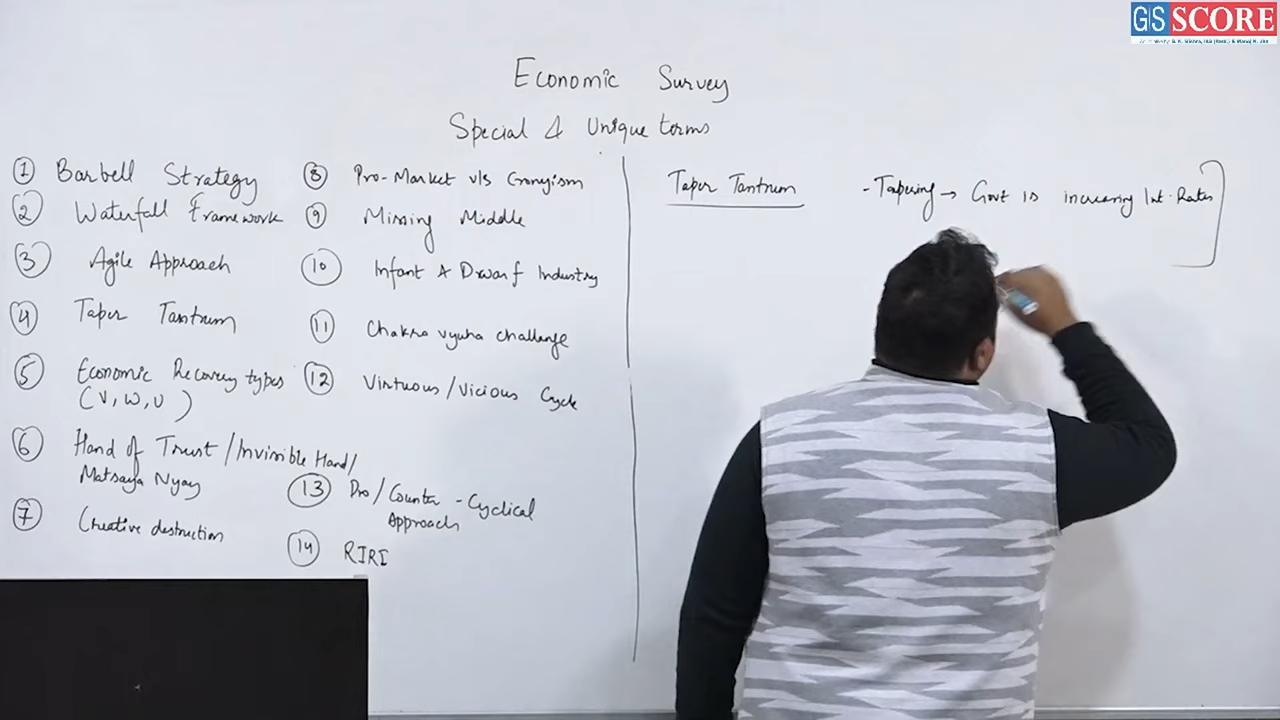 GS SCORE
Economic Survey
Special & Unique terms
1 Barbell Strategy
2 Waterfall Framework
3 Agile Approach
4 Taper Tantrum
5 Economic Recovery types
(V, W, U)
6 Hand of Trust / Invisible Hand/
Matsaya Nyay
7 Creative destruction
8 Pro-Market v/s Cronyism
9 Missing Middle
10 Infant & Dwarf Industry
11 Chakra vyuha challenge
12 Virtuous/Vicious Cycle
13 Pro/Counter - Cyclical
Approach
14 RIRI
Taper Tantrum
- Tapering → Govt is increasing Int. Rates